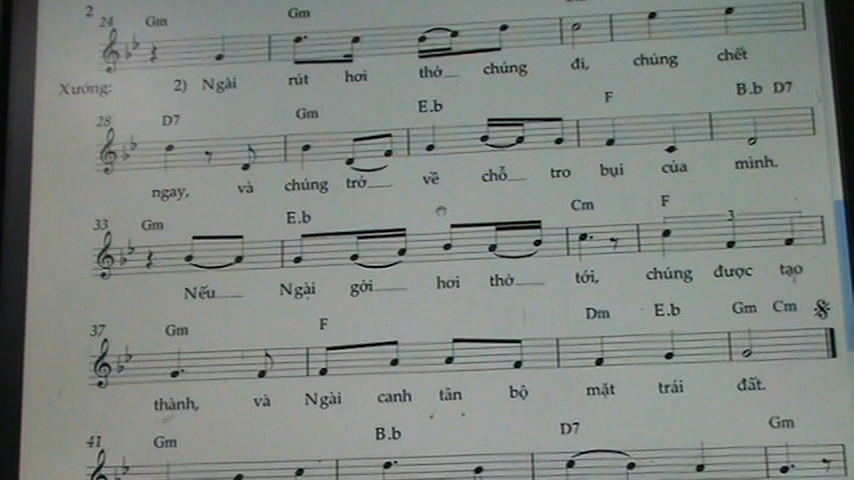 2
24 Gm Gm Gm
Xướng: 2) Ngài rút hơi thở chúng đi, chúng chết
28 D7 Gm E.b F B.b D7
ngay, và chúng trở về chỗ tro bụi của mình.
33 Gm E.b Cm F 3
Nếu Ngài gởi hơi thở tới, chúng được tạo
37 Gm F Dm E.b Gm Cm
thành, và Ngài canh tân bộ mặt trái đất.
41 Gm B.b D7 Gm